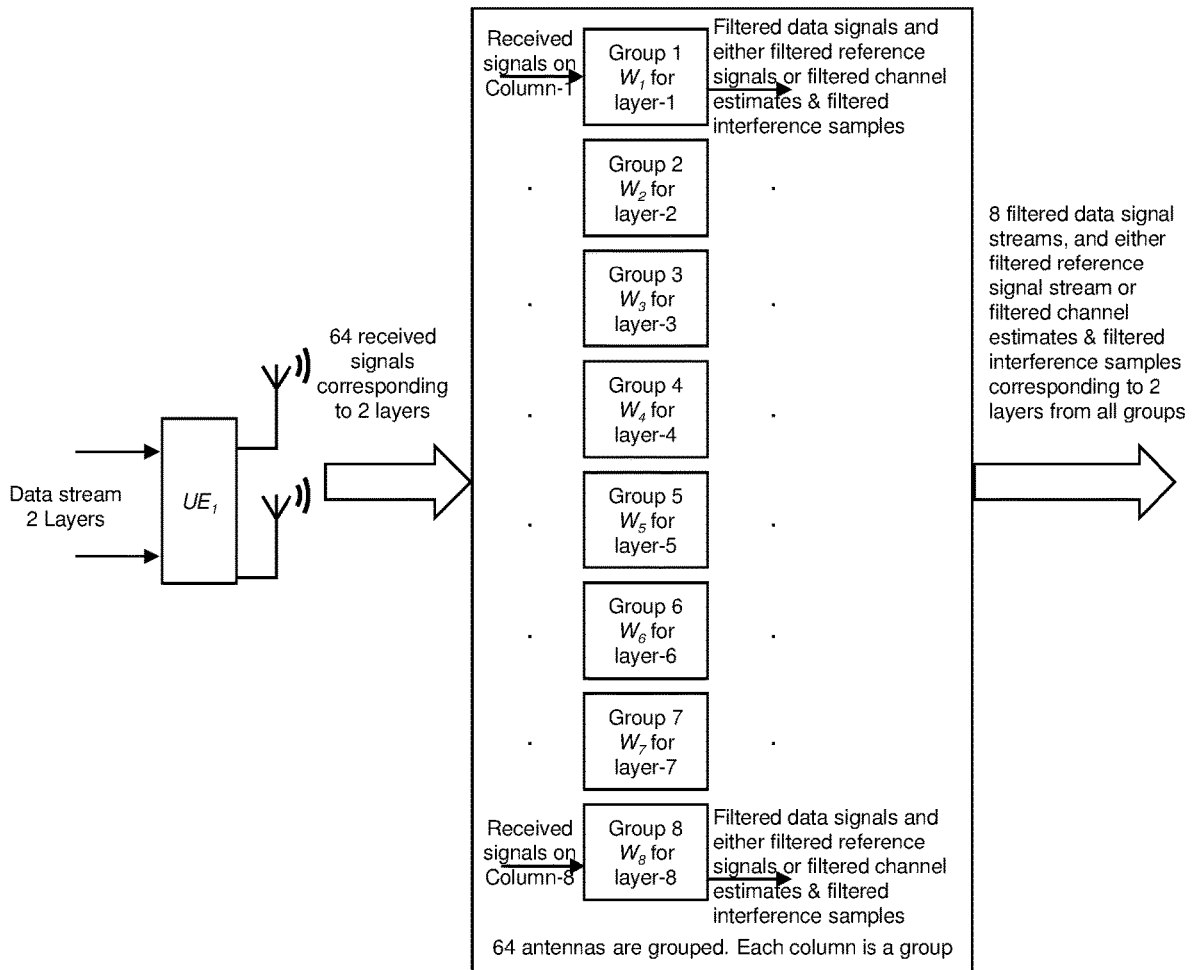 Data stream
2 Layers
UE1
64 received
signals
corresponding
to 2 layers
Received
signals on
Column-1
Group 1
W1 for
layer-1
Filtered data signals and
either filtered reference
signals or filtered channel
estimates & filtered
interference samples
Group 2
W2 for
layer-2
Group 3
W3 for
layer-3
Group 4
W4 for
layer-4
Group 5
W5 for
layer-5
Group 6
W6 for
layer-6
Group 7
W7 for
layer-7
Received
signals on
Column-8
Group 8
W8 for
layer-8
Filtered data signals and
either filtered reference
signals or filtered channel
estimates & filtered
interference samples
64 antennas are grouped. Each column is a group
8 filtered data signal
streams, and either
filtered reference
signal stream or
filtered channel
estimates & filtered
interference samples
corresponding to 2
layers from all groups